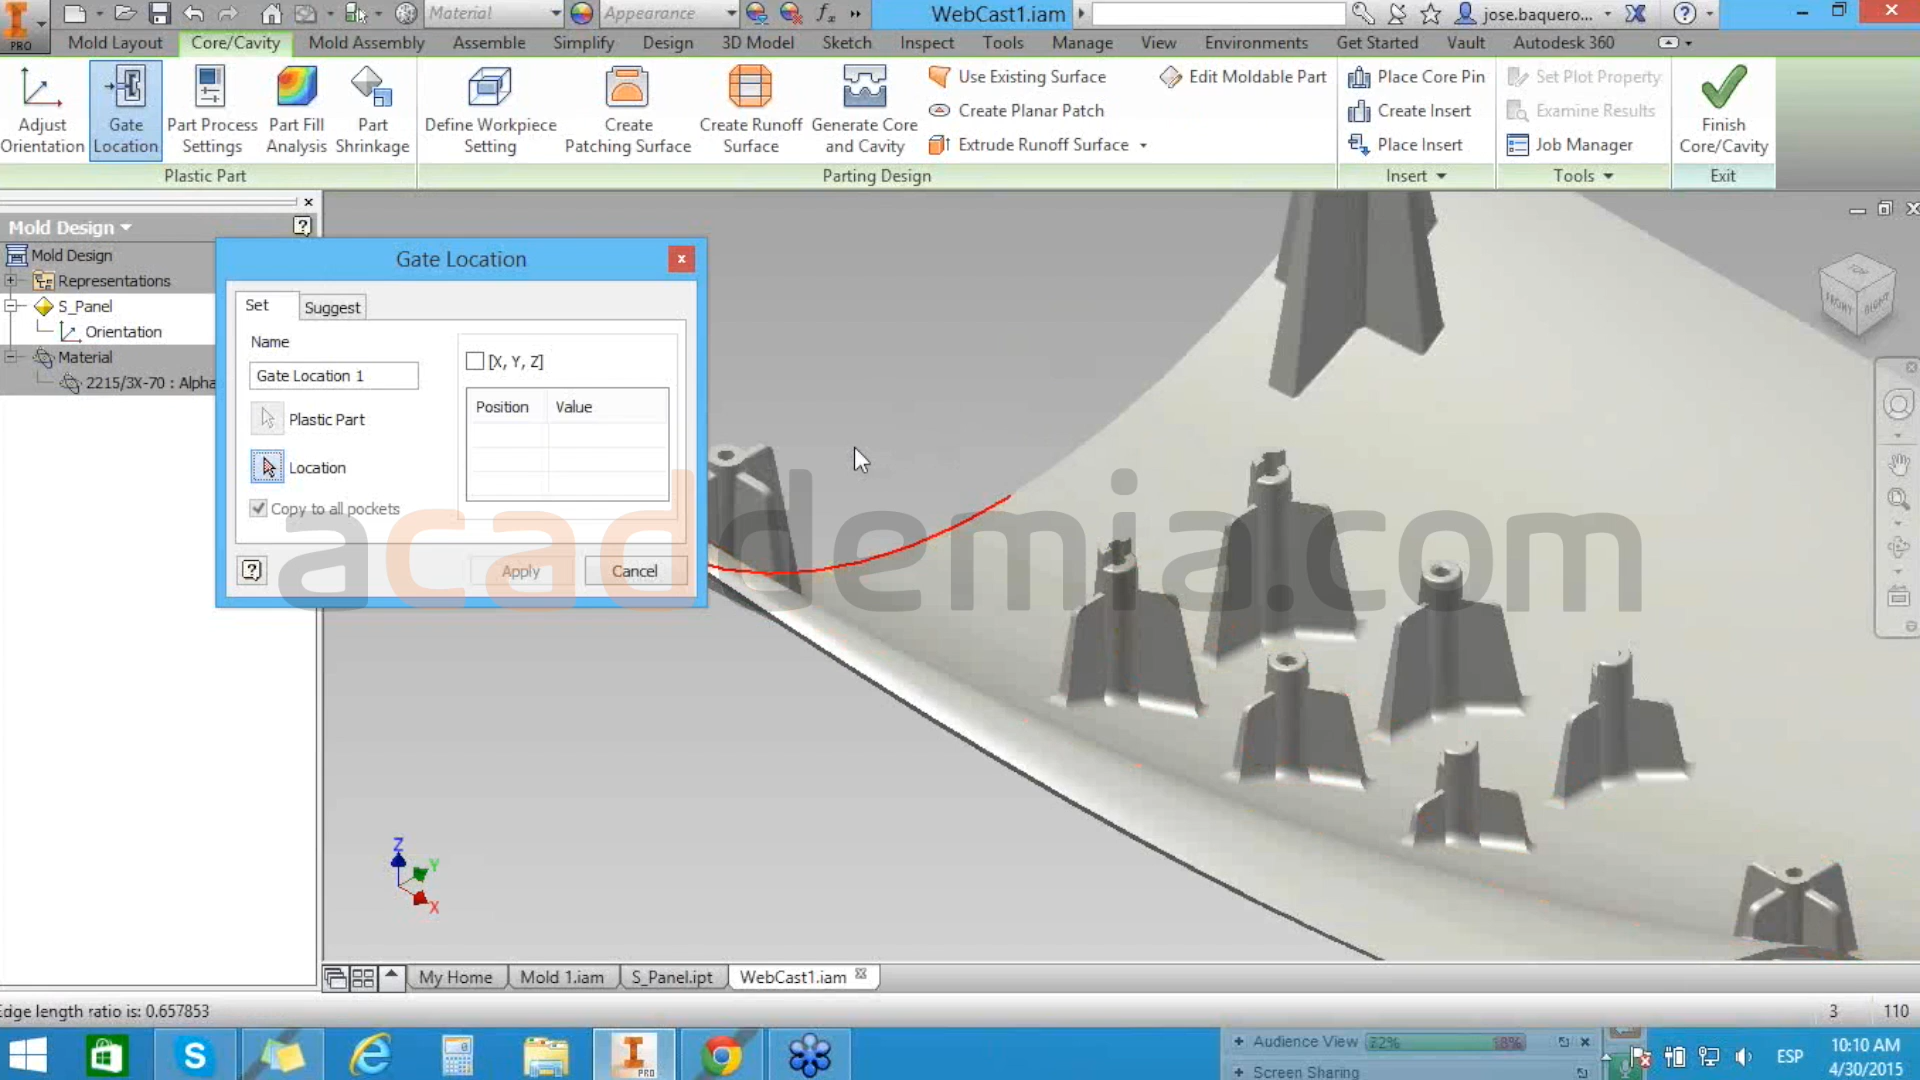 PRO
Material
Appearance
WebCast1.iam
jose.baquero...
Mold Layout
Core/Cavity
Mold Assembly
Assemble
Simplify
Design
3D Model
Sketch
Inspect
Tools
Manage
View
Environments
Get Started
Vault
Autodesk 360
Adjust
Orientation
Gate
Location
Part Process
Settings
Part Fill
Analysis
Part
Shrinkage
Define Workpiece
Setting
Create
Patching Surface
Create Runoff
Surface
Generate Core
and Cavity
Use Existing Surface
Create Planar Patch
Extrude Runoff Surface
Edit Moldable Part
Place Core Pin
Create Insert
Place Insert
Set Plot Property
Examine Results
Job Manager
Finish
Core/Cavity
Plastic Part
Parting Design
Insert
Tools
Exit
Mold Design
Mold Design
Representations
S_Panel
Orientation
Material
2215/3X-70 : Alpha
Gate Location
Set
Suggest
Name
Gate Location 1
[X, Y, Z]
Position
Value
Plastic Part
Location
Copy to all pockets
Apply
Cancel
acaddemia.com
FRONT
RIGHT
Z
Y
X
My Home
Mold 1.iam
S_Panel.ipt
WebCast1.iam
Edge length ratio is: 0.657853
3
110
Audience View
72%
18%
Screen Sharing
ESP
10:10 AM
4/30/2015